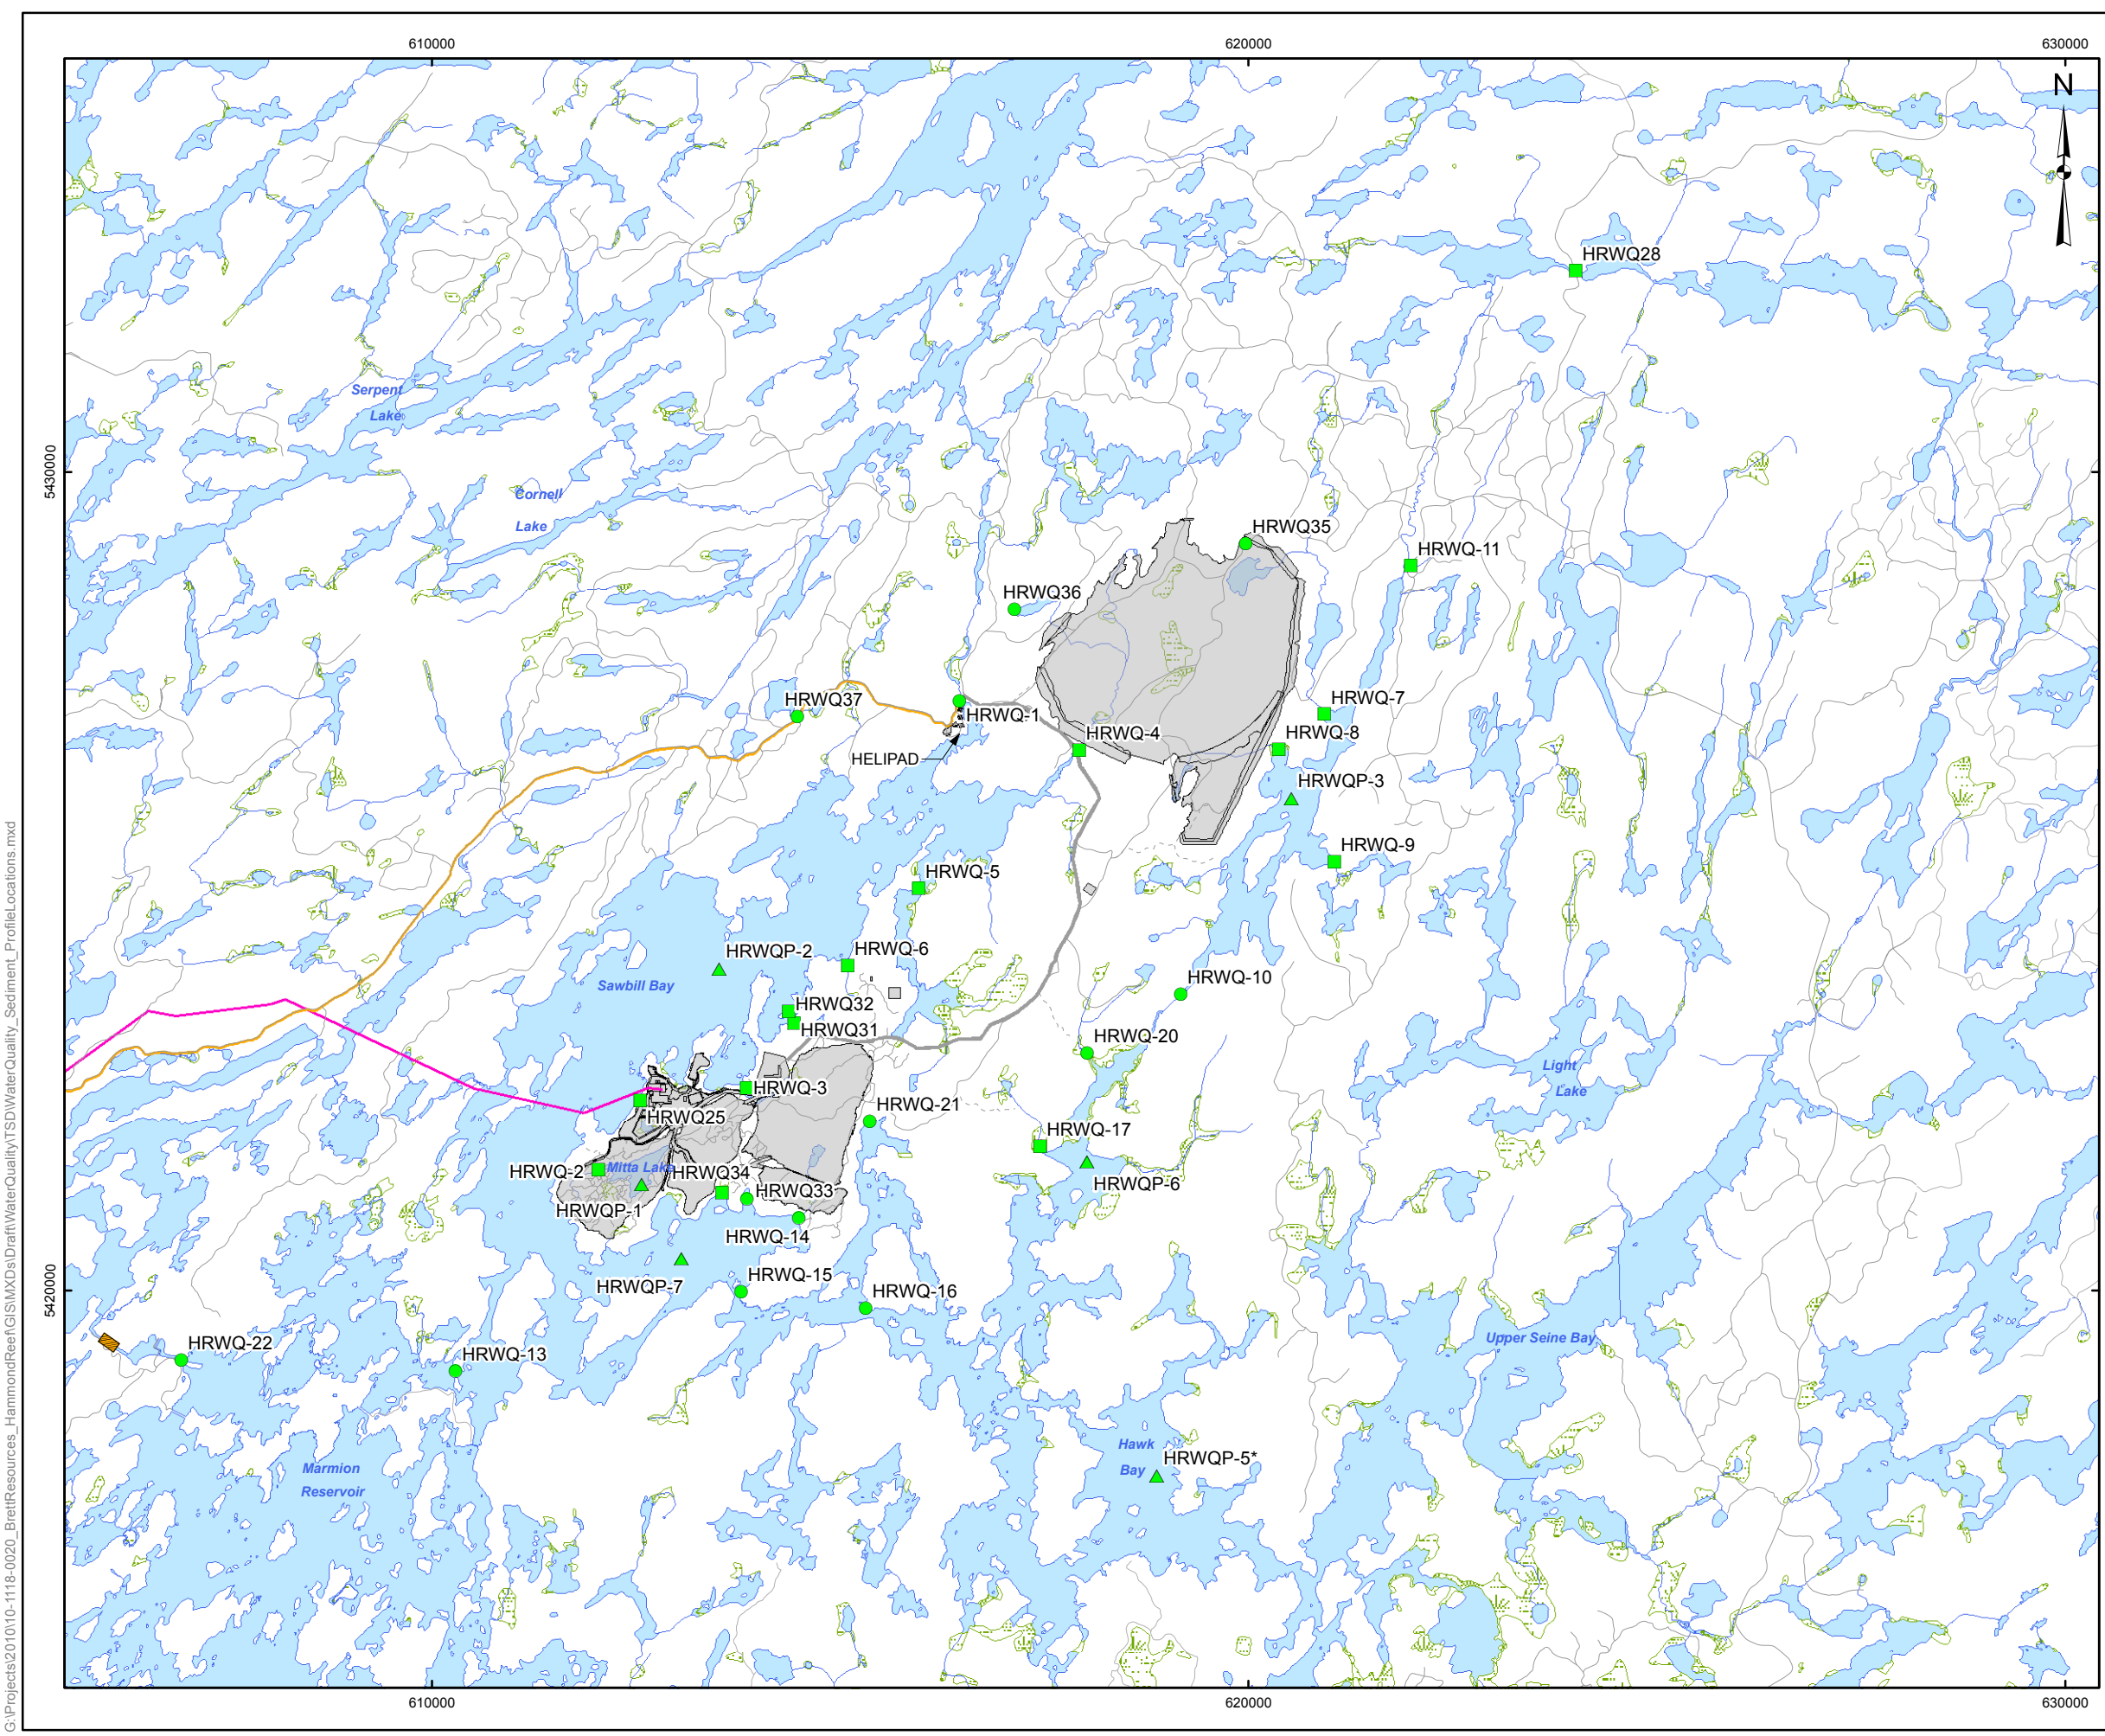 610000
620000
630000
N
HRWQ28
Serpent
Lake
5430000
Cornell
Lake
HRWQ35
HRWQ-11
HRWQ36
HRWQ37
HRWQ-1
HRWQ-7
HRWQ-4
HRWQ-8
HELIPAD
HRWQP-3
HRWQ-9
HRWQ-5
HRWQP-2
HRWQ-6
Sawbill Bay
HRWQ-10
HRWQ32
HRWQ31
HRWQ-20
Light
Lake
HRWQ-3
HRWQ25
HRWQ-21
HRWQ-17
HRWQ-2
Mitta Lake
HRWQ34
HRWQP-6
HRWQ33
HRWQP-1
HRWQ-14
5420000
HRWQP-7
HRWQ-15
HRWQ-16
Upper Seine Bay
HRWQ-22
HRWQ-13
Hawk
Bay
HRWQP-5*
Marmion
Reservoir
610000
620000
630000
G:\Projects\2010\10-1118-0020_BrettResources_HammondReef\GIS\MXDs\Draft\WaterQuality\TSD\WaterQuality_Sediment_ProfileLocations.mxd